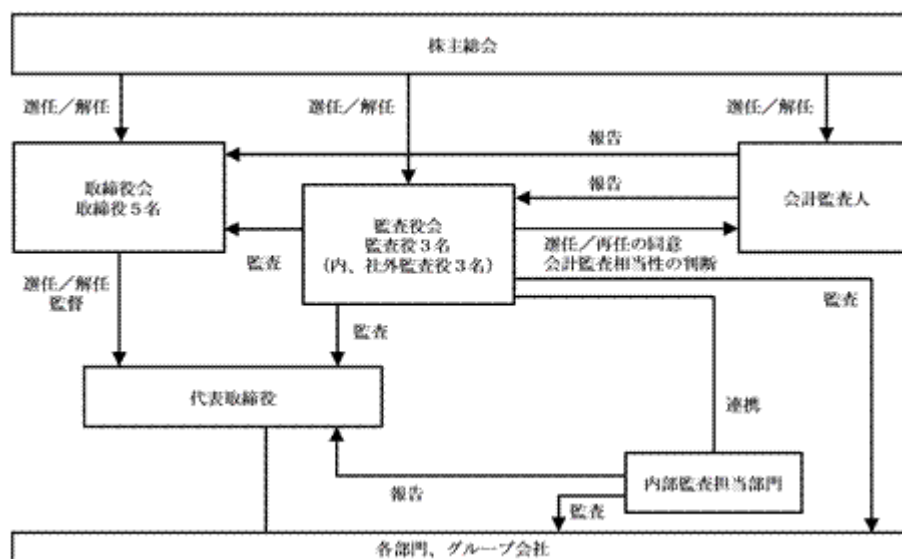 株主総会
選任／解任
選任／解任
選任／解任
報告
取締役会
取締役５名
報告
会計監査人
監査役会
監査役３名
（内、社外監査役３名）
監査
選任／再任の同意
会計監査相当性の判断
選任／解任
監督
監査
監査
代表取締役
連携
報告
内部監査担当部門
監査
各部門、グループ会社